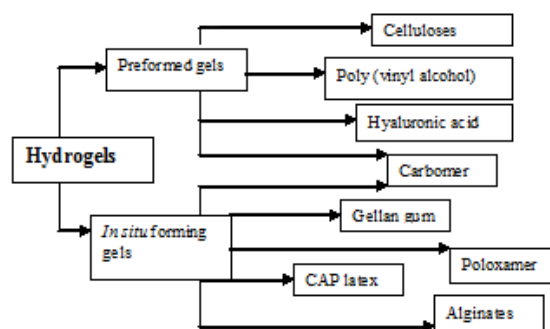 Celluloses
Preformed gels
Poly (vinyl alcohol)
Hyaluronic acid
Hydrogels
Carbomer
In situ forming
gels
Gellan gum
Poloxamer
CAP latex
Alginates